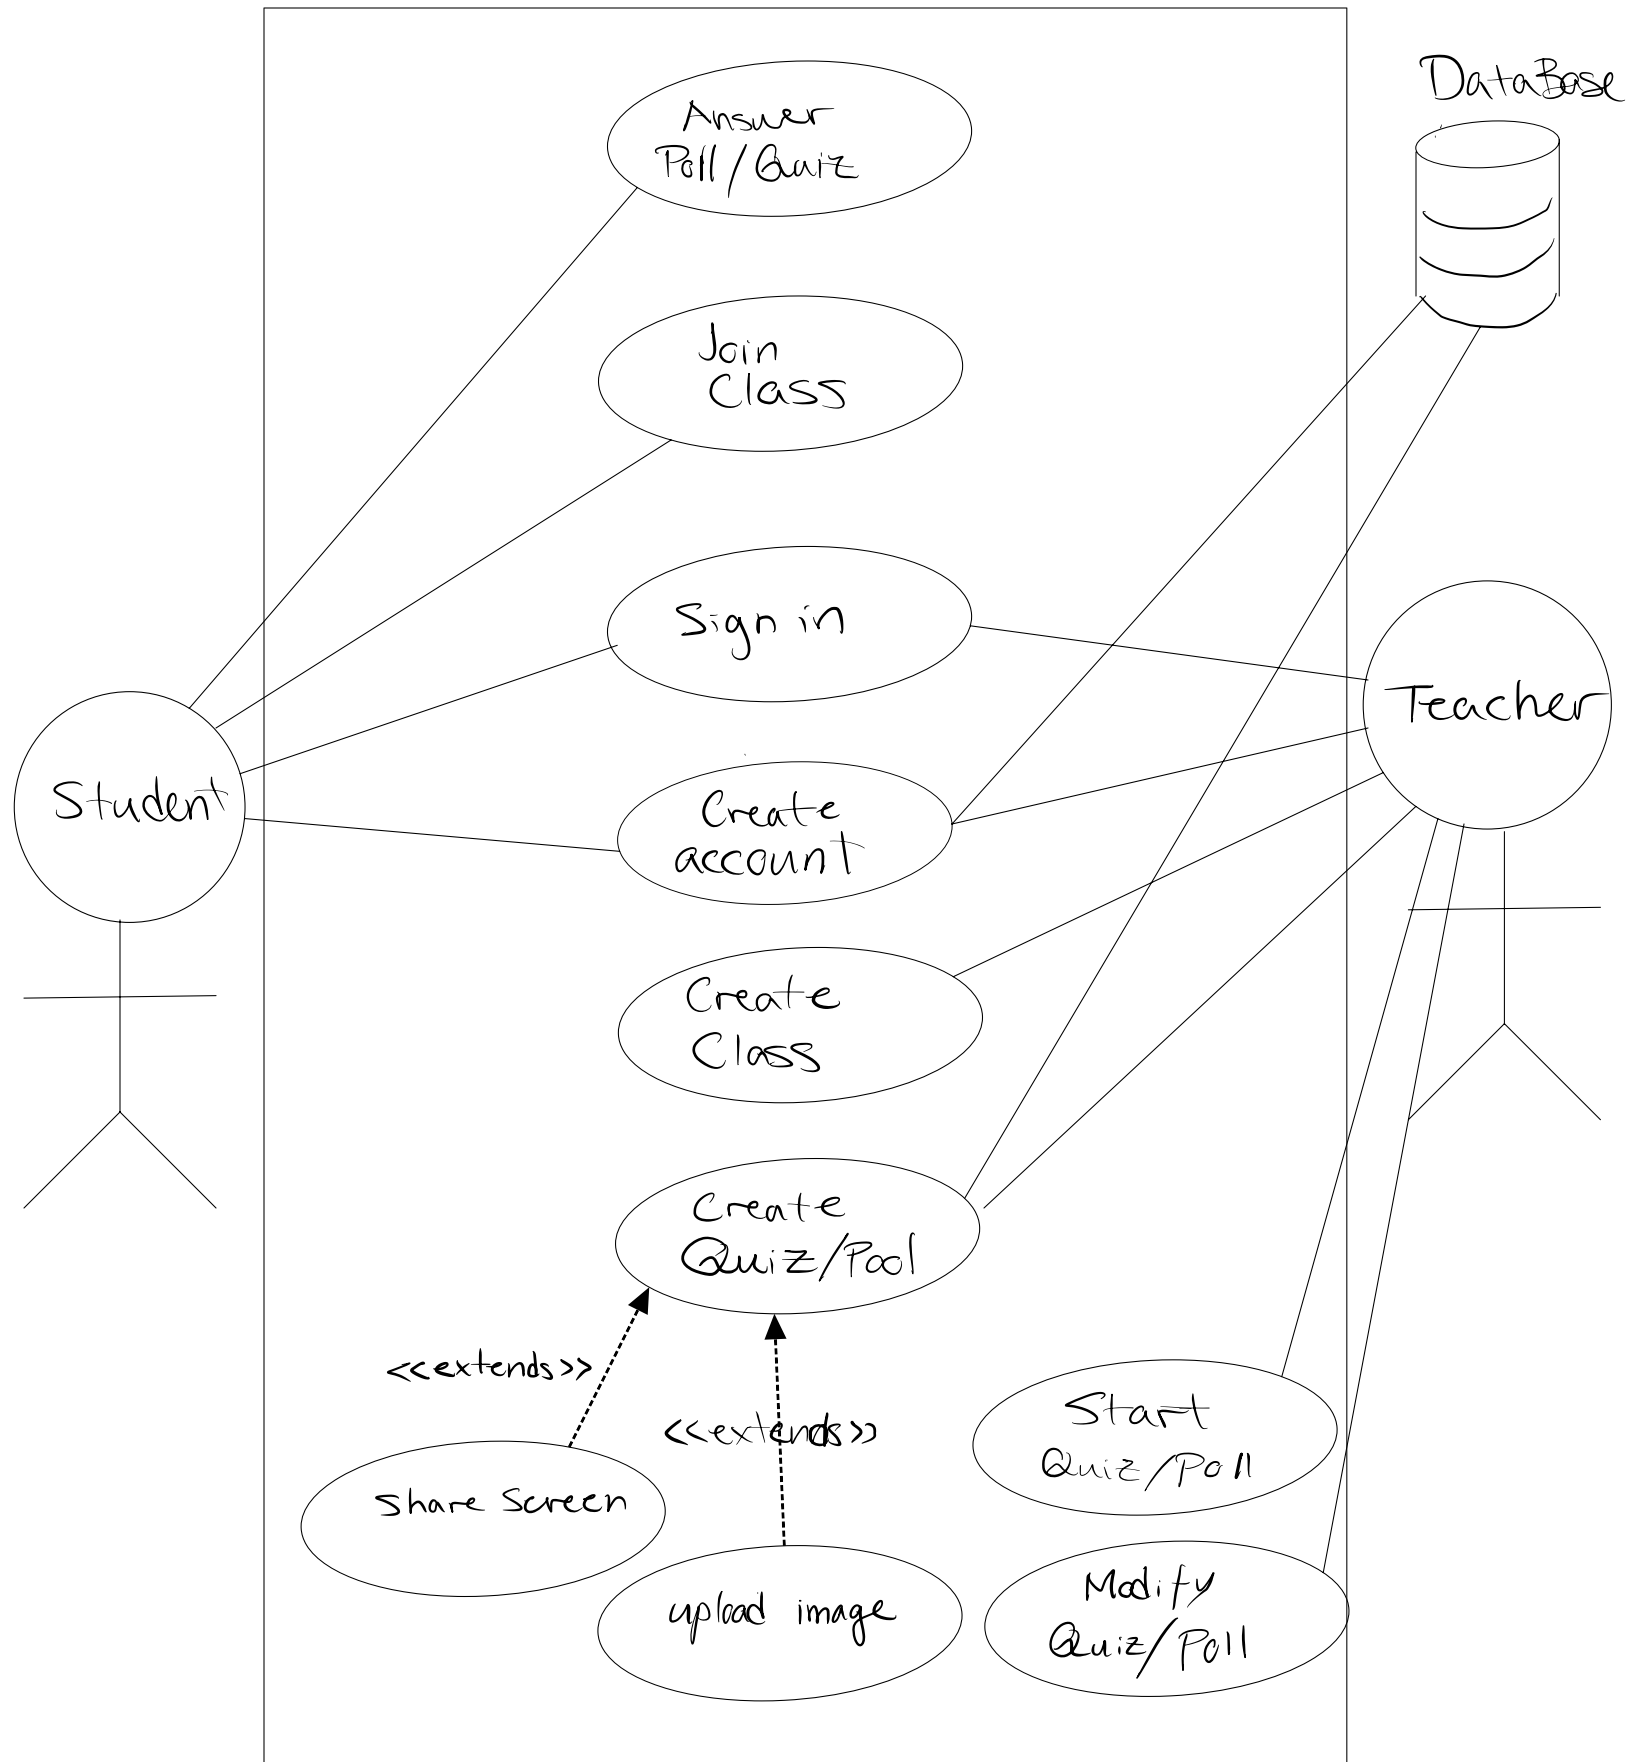 DataBase
Answer
Poll/Quiz
Join
Class
Sign in
Teacher
Student
Create
account
Create
Class
Create
Quiz/Pool
<<extends>>
<<extends>>
Start
Quiz/Poll
share Screen
Modify
Quiz/Poll
upload image